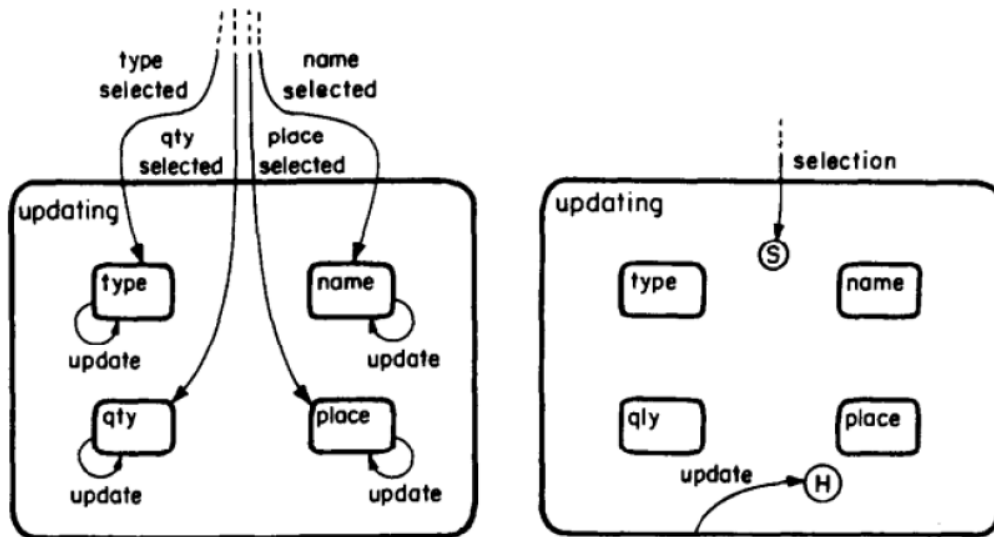 type
selected
name
selected
qty
selected
place
selected
updating
type
name
update
update
qty
place
update
update
selection
updating
S
type
name
qly
place
update
H